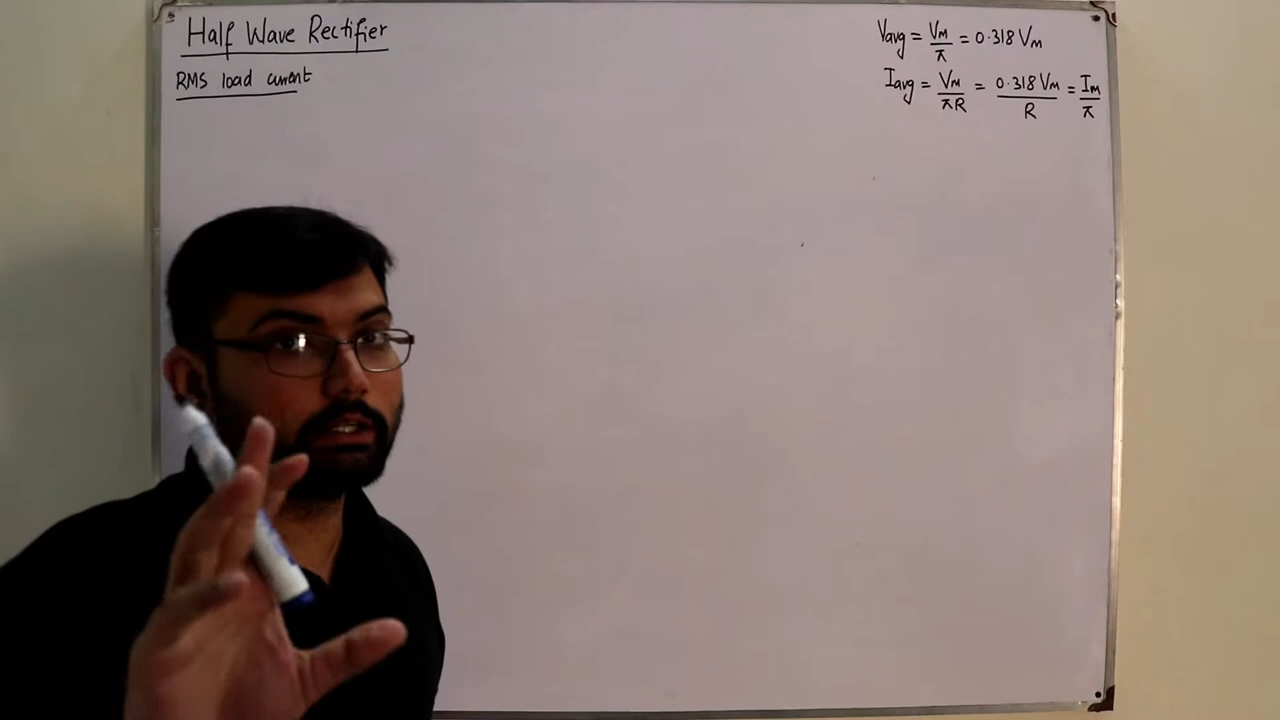 Half Wave Rectifier
RMS load current
Vavg = VM/π = 0.318 VM
Iavg = VM/πR = 0.318 VM/R = IM/π